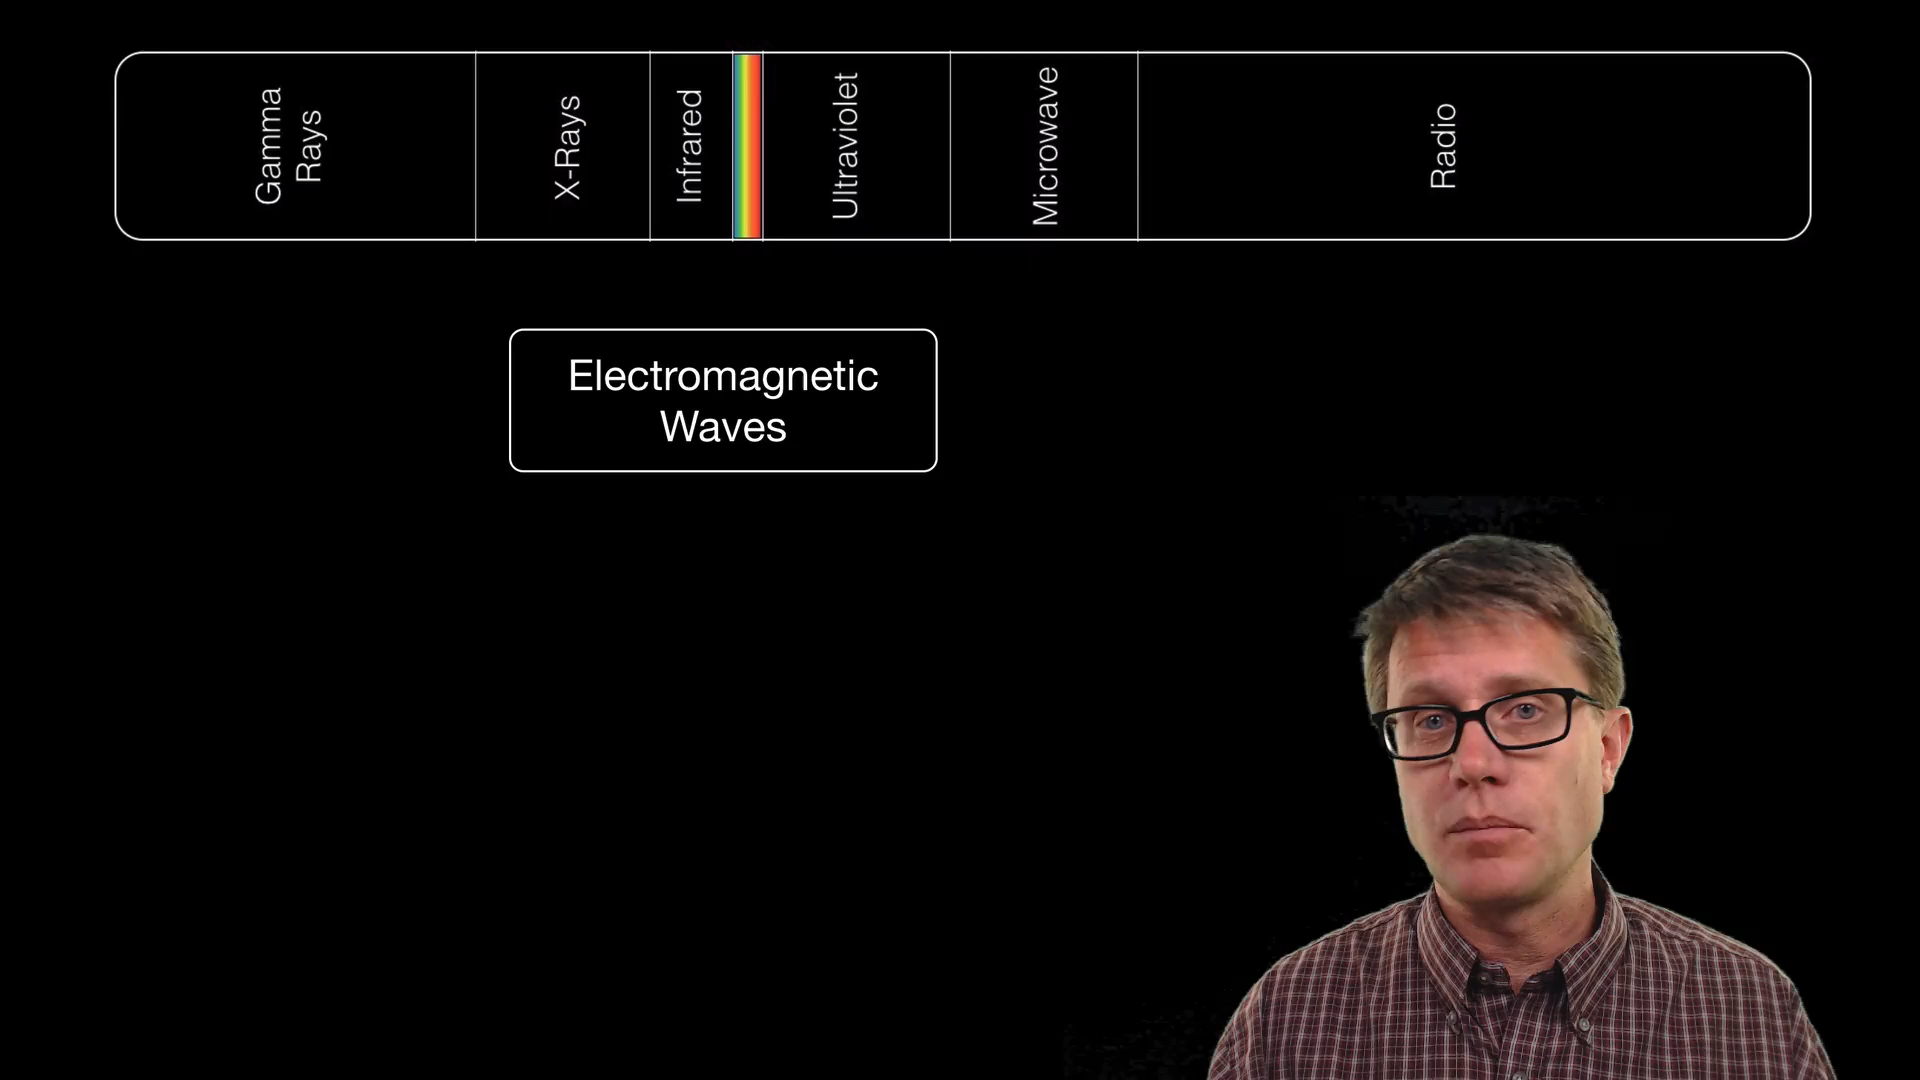 Gamma
Rays
X-Rays
Infrared
Ultraviolet
Microwave
Radio
Electromagnetic
Waves